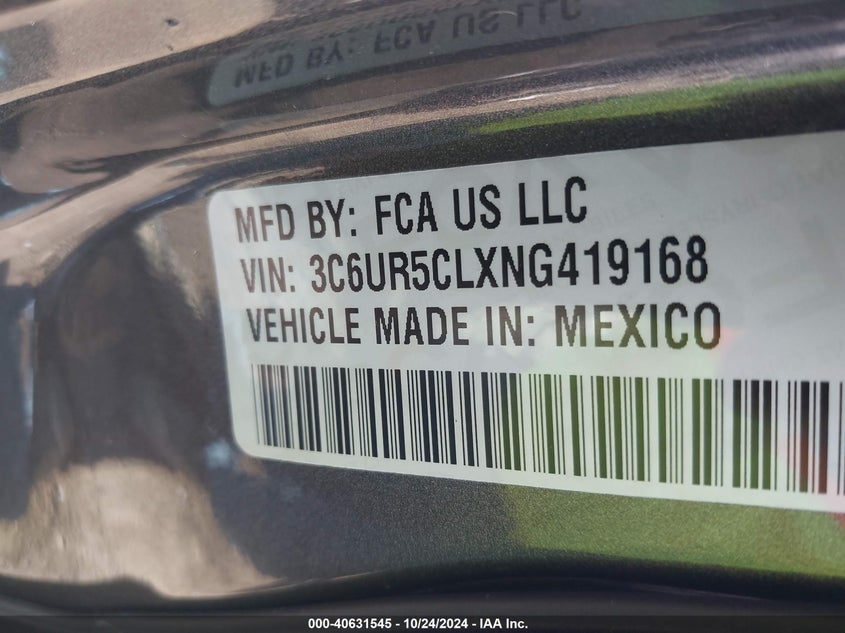 MFD BY: FCA US LLC
MFD BY: FCA US LLC
VIN: 3C6UR5CLXNG419168
VEHICLE MADE IN: MEXICO
000-40631545 - 10/24/2024 - IAA Inc.